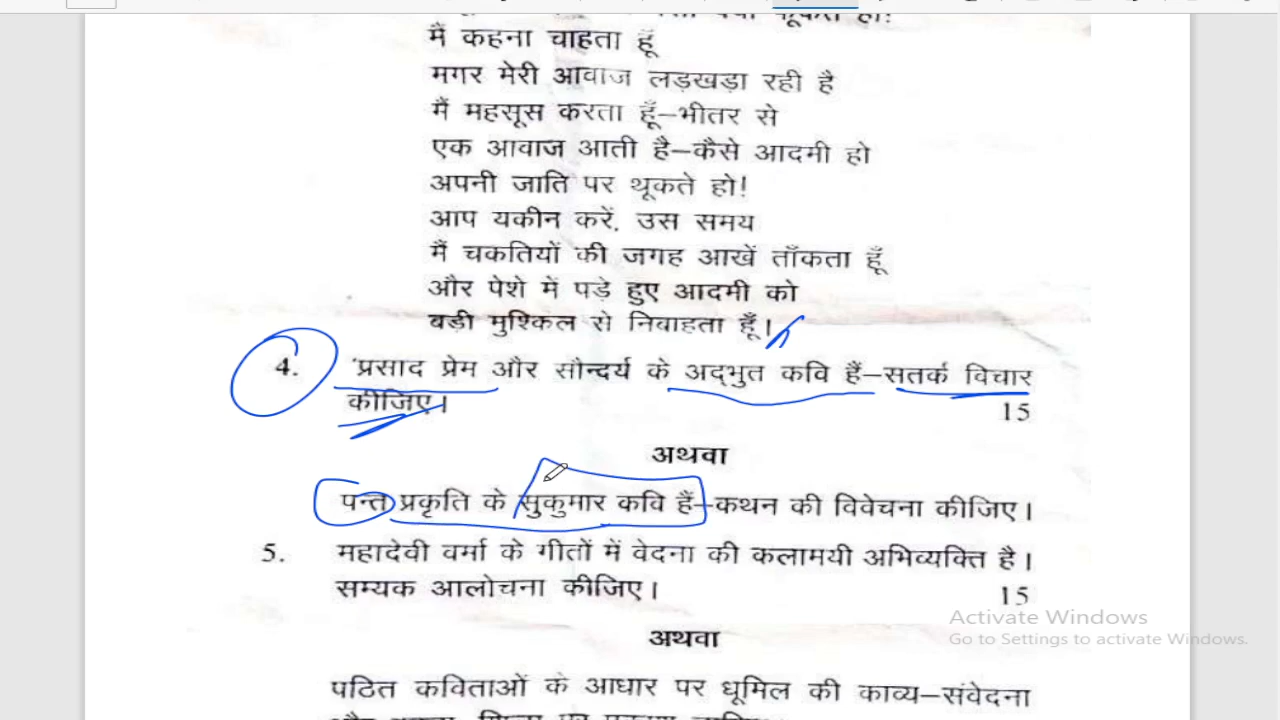 मैं कहना चाहता हूँ
मगर मेरी आवाज लड़खड़ा रही है
मैं महसूस करता हूँ–भीतर से
एक आवाज आती है–कैसे आदमी हो
अपनी जाति पर थूकते हो!
आप यकीन करें, उस समय
मैं चकतियों की जगह आखें ताँकता हूँ
और पेशे में पड़े हुए आदमी को
बड़ी मुश्किल से निबाहता हूँ।
4. 'प्रसाद प्रेम और सौन्दर्य के अद्भुत कवि हैं–सतर्क विचार
कीजिए। 15
अथवा
पन्त प्रकृति के सुकुमार कवि हैं–कथन की विवेचना कीजिए।
5. महादेवी वर्मा के गीतों में वेदना की कलामयी अभिव्यक्ति है।
सम्यक आलोचना कीजिए। 15
Activate Windows
Go to Settings to activate Windows.
अथवा
पठित कविताओं के आधार पर धूमिल की काव्य–संवेदना